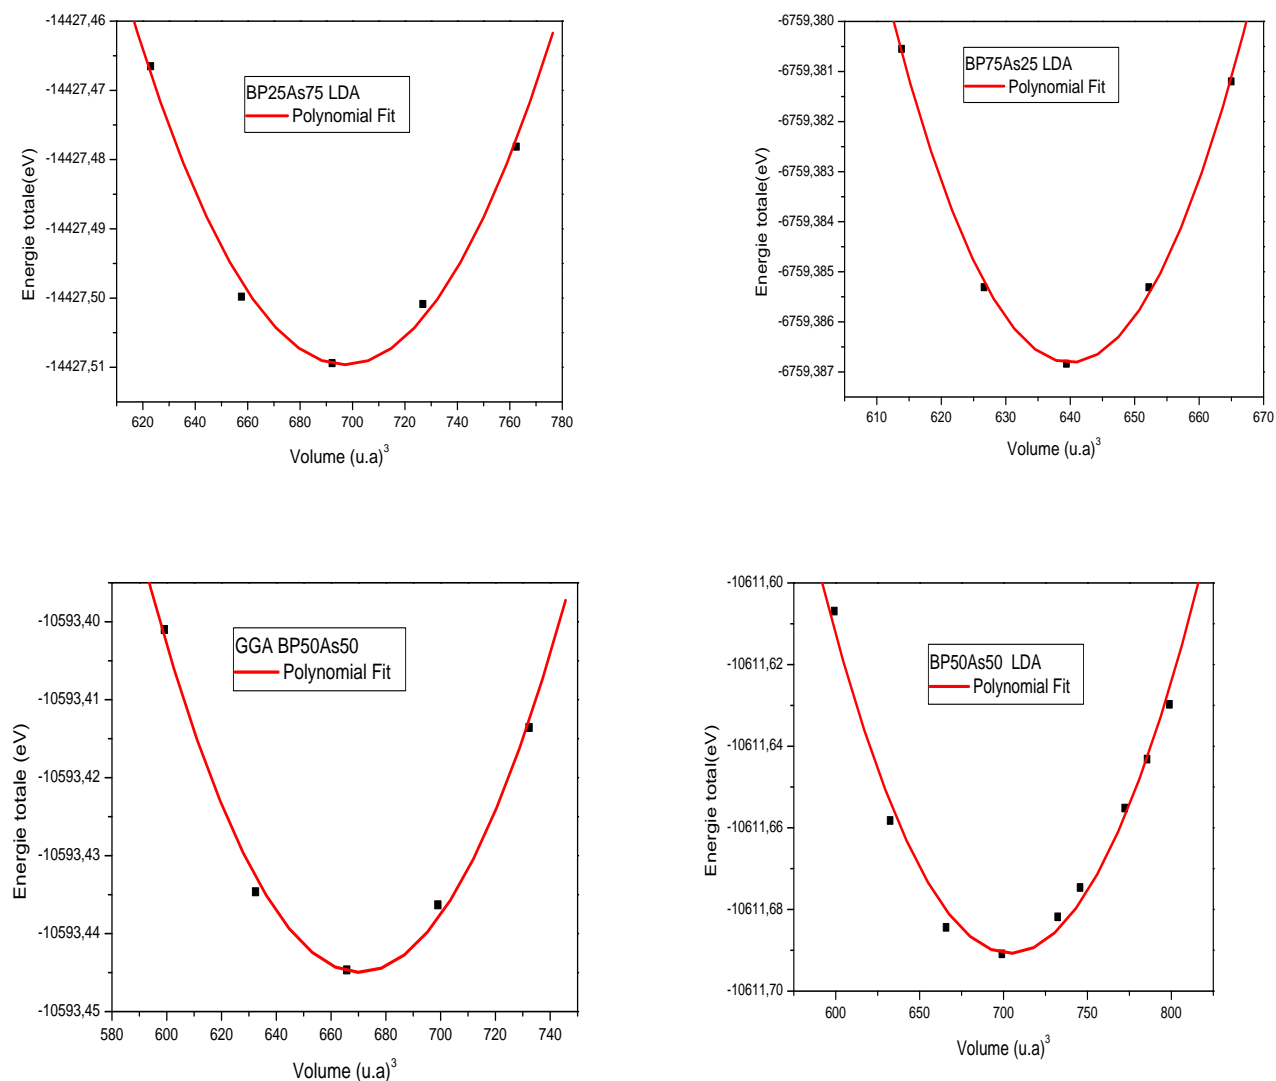 -14427,46
-14427,47
-14427,48
-14427,49
-14427,50
-14427,51
Energie totale(eV)
BP25As75 LDA
Polynomial Fit
620 640 660 680 700 720 740 760 780
Volume (u.a)3
-6759,380
-6759,381
-6759,382
-6759,383
-6759,384
-6759,385
-6759,386
-6759,387
Energie totale(eV)
BP75As25 LDA
Polynomial Fit
610 620 630 640 650 660 670
Volume (u.a)3
-10593,40
-10593,41
-10593,42
-10593,43
-10593,44
-10593,45
Energie totale (eV)
GGA BP50As50
Polynomial Fit
580 600 620 640 660 680 700 720 740
Volume (u.a)3
-10611,60
-10611,62
-10611,64
-10611,66
-10611,68
-10611,70
Energie total(eV)
BP50As50 LDA
Polynomial Fit
600 650 700 750 800
Volume (u.a)3